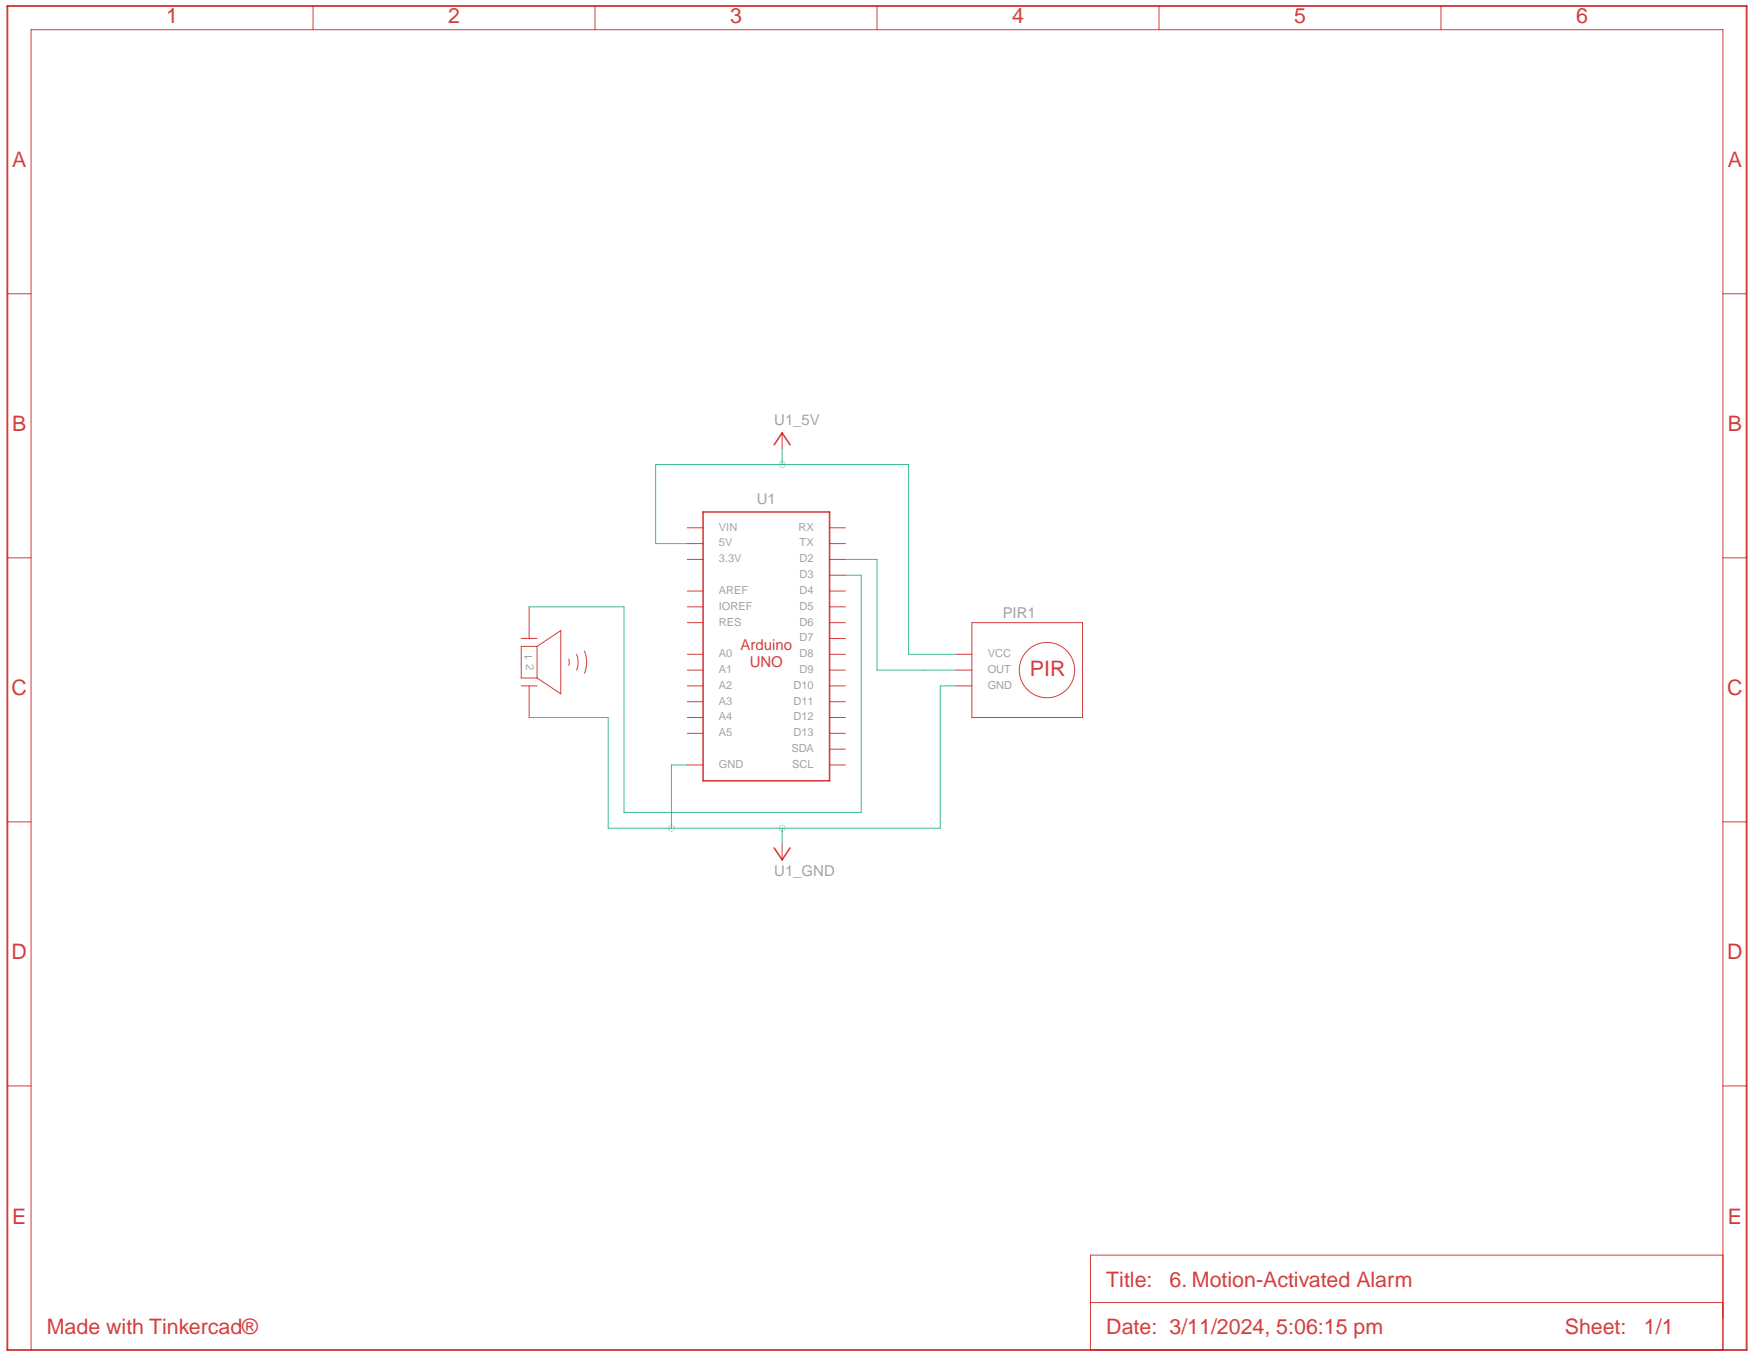 1 2 3 4 5 6
A A
B B
C C
D D
E E
U1_5V
U1
VIN RX
5V TX
3.3V D2
D3
AREF D4
IOREF D5
RES D6
D7
Arduino
UNO
A0 D8
A1 D9
A2 D10
A3 D11
A4 D12
A5 D13
SDA
GND SCL
1 2
PIR1
VCC
OUT
GND
PIR
U1_GND
Title: 6. Motion-Activated Alarm
Date: 3/11/2024, 5:06:15 pm Sheet: 1/1
Made with Tinkercad®